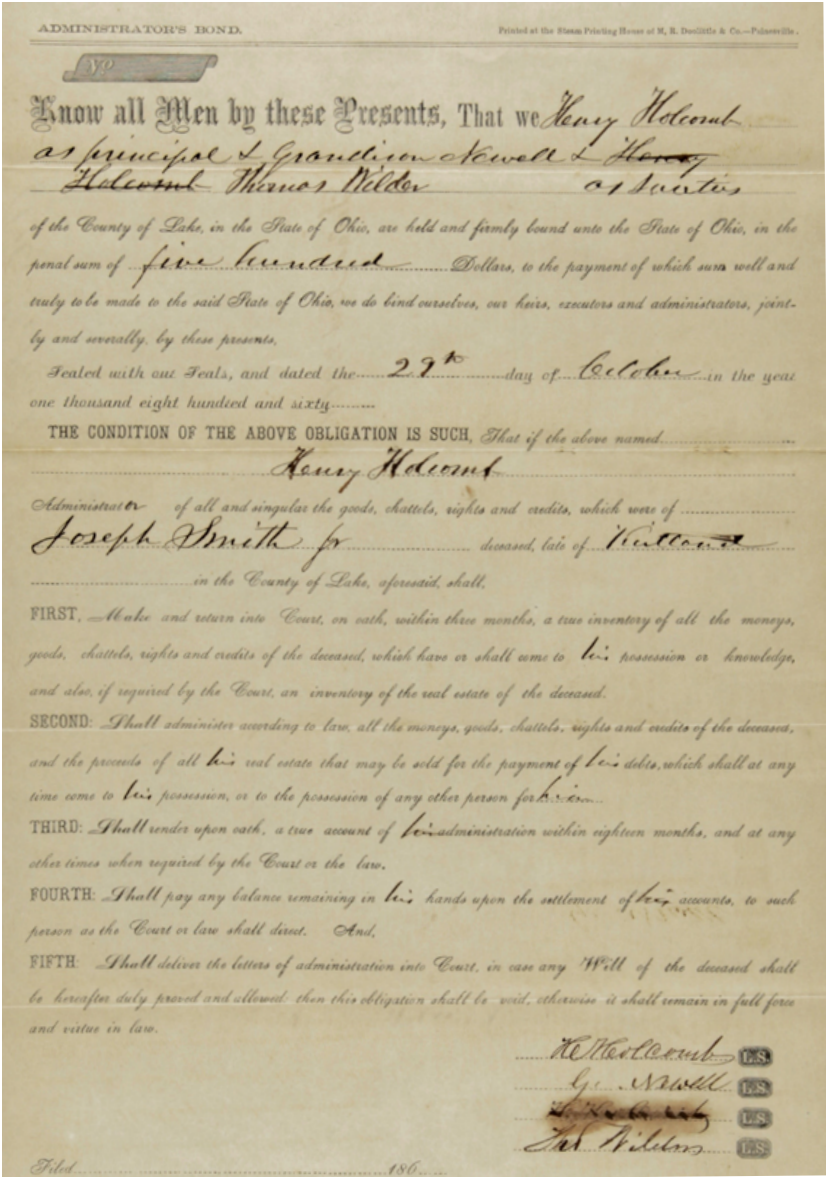 ADMINISTRATOR'S BOND.
Printed at the Steam Printing House of M. R. Doolittle & Co.—Painesville.
No
Know all Men by these Presents, That we Henry Holcomb
as principal & Grandison Newell & Henry
Holcomb Thomas Wilder as Sureties
of the County of Lake, in the State of Ohio, are held and firmly bound unto the State of Ohio, in the
penal sum of five hundred Dollars, to the payment of which sum well and
truly to be made to the said State of Ohio, we do bind ourselves, our heirs, executors and administrators, joint-
ly and severally, by these presents,
Sealed with our Seals, and dated the 29th day of October in the year
one thousand eight hundred and sixty
THE CONDITION OF THE ABOVE OBLIGATION IS SUCH, That if the above named
Henry Holcomb
Administrator of all and singular the goods, chattels, rights and credits, which were of
Joseph Smith Jr deceased, late of Kirtland
in the County of Lake, aforesaid, shall,
FIRST, Make and return into Court, on oath, within three months, a true inventory of all the moneys,
goods, chattels, rights and credits of the deceased, which have or shall come to his possession or knowledge,
and also, if required by the Court, an inventory of the real estate of the deceased.
SECOND: Shall administer according to law, all the moneys, goods, chattels, rights and credits of the deceased,
and the proceeds of all his real estate that may be sold for the payment of his debts, which shall at any
time come to his possession, or to the possession of any other person for him
THIRD: Shall render upon oath, a true account of his administration within eighteen months, and at any
other times when required by the Court or the law.
FOURTH: Shall pay any balance remaining in his hands upon the settlement of his accounts, to such
person as the Court or law shall direct. And,
FIFTH: Shall deliver the letters of administration into Court, in case any Will of the deceased shall
be hereafter duly proved and allowed then this obligation shall be void, otherwise it shall remain in full force
and virtue in law.
H Holcomb L.S.
G. Newell L.S.
L.S.
Thos Wilder L.S.
Filed 186